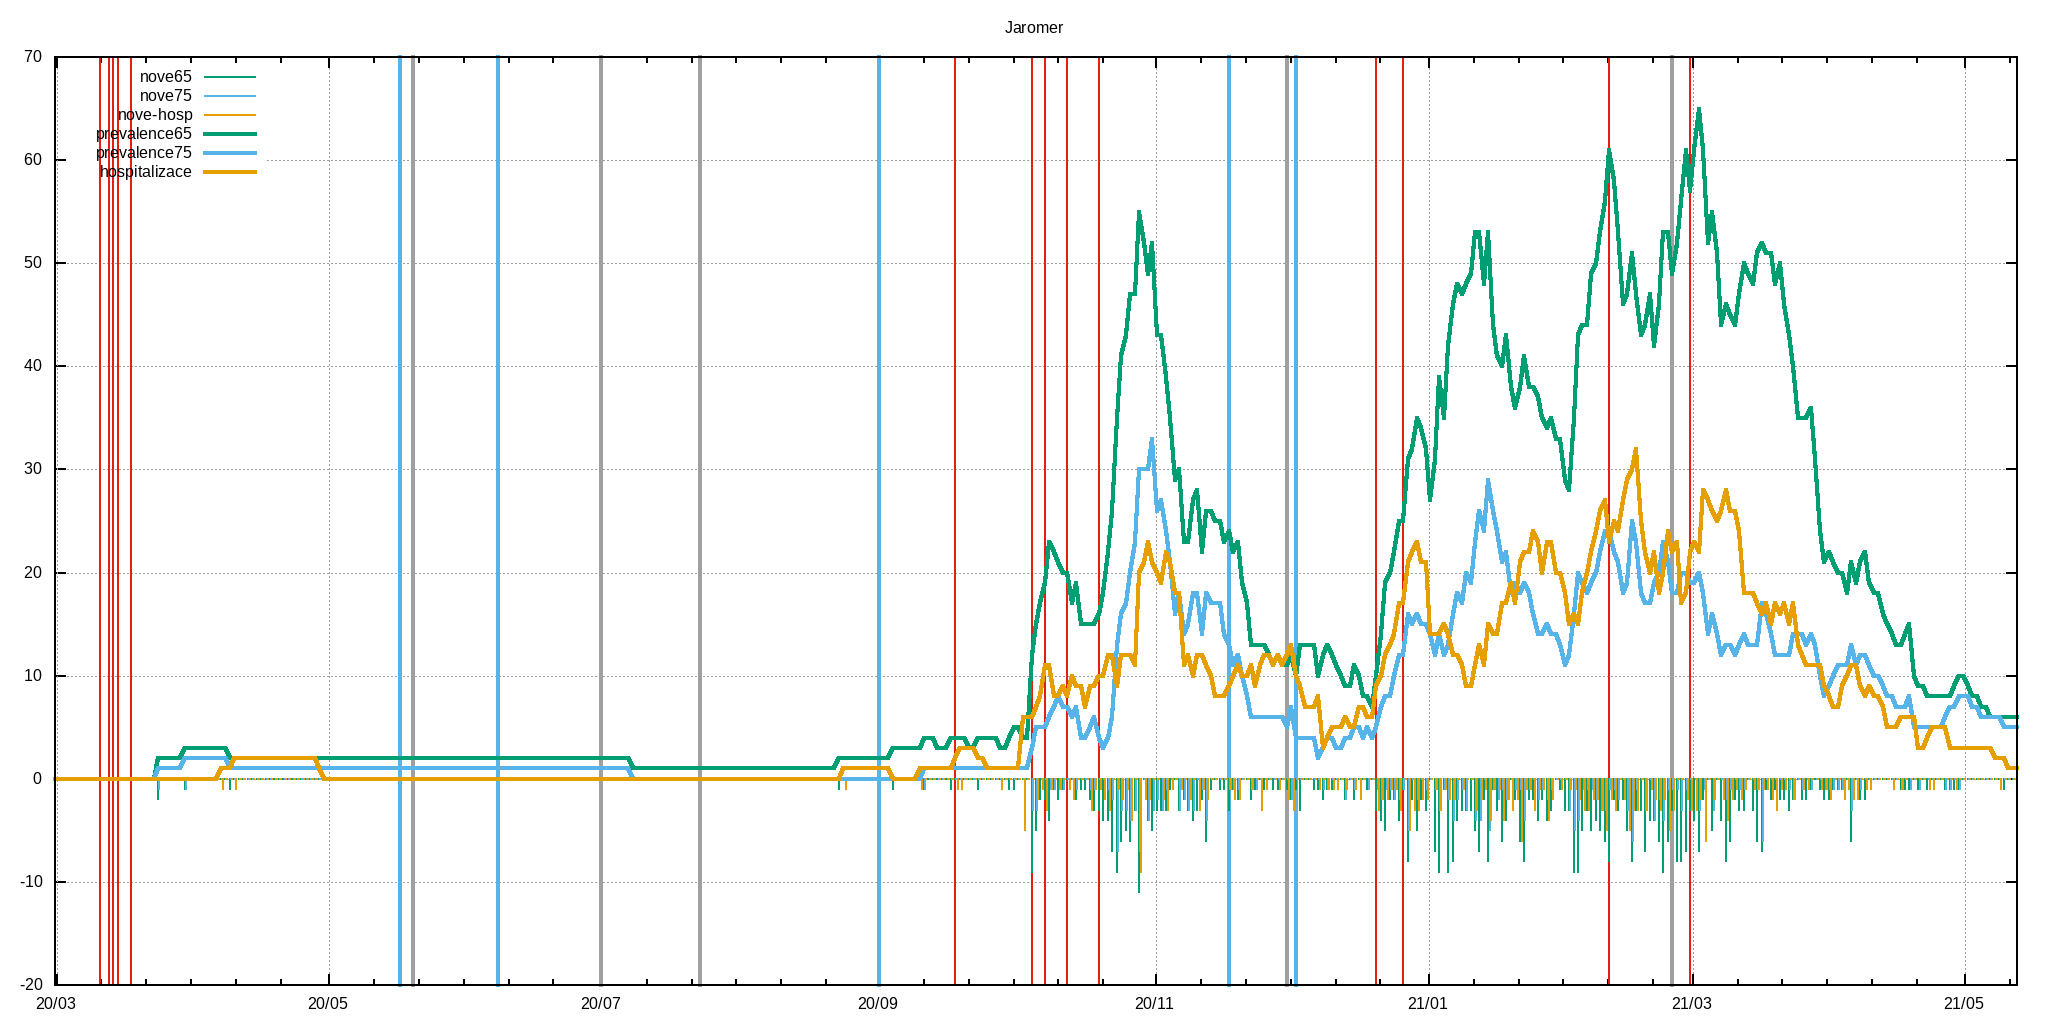 Jaromer
70
60
50
40
30
20
10
0
-10
-20
nove65
nove75
nove-hosp
prevalence65
prevalence75
hospitalizace
20/03 20/05 20/07 20/09 20/11 21/01 21/03 21/05